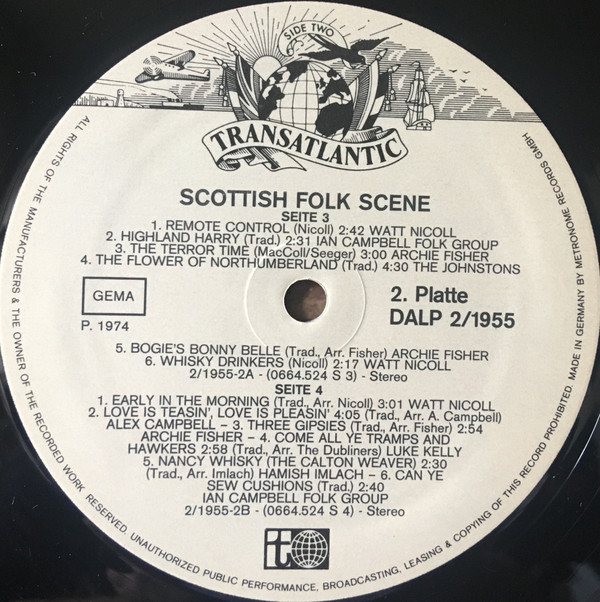 SIDE TWO
TRANSATLANTIC
SCOTTISH FOLK SCENE
SEITE 3
1. REMOTE CONTROL (Nicoll) 2:42 WATT NICOLL
2. HIGHLAND HARRY (Trad.) 2:31 IAN CAMPBELL FOLK GROUP
3. THE TERROR TIME (MacColl/Seeger) 3:00 ARCHIE FISHER
4. THE FLOWER OF NORTHUMBERLAND (Trad.) 4:30 THE JOHNSTONS
GEMA
P. 1974
2. Platte
DALP 2/1955
5. BOGIE'S BONNY BELLE (Trad., Arr. Fisher) ARCHIE FISHER
6. WHISKY DRINKERS (Nicoll) 2:17 WATT NICOLL
2/1955-2A - (0664.524 S 3) - Stereo
SEITE 4
1. EARLY IN THE MORNING (Trad., Arr. Nicoll) 3:01 WATT NICOLL
2. LOVE IS TEASIN', LOVE IS PLEASIN' 4:05 (Trad., Arr. A. Campbell)
ALEX CAMPBELL – 3. THREE GIPSIES (Trad., Arr. Fisher) 2:54
ARCHIE FISHER – 4. COME ALL YE TRAMPS AND
HAWKERS 2:58 (Trad., Arr. The Dubliners) LUKE KELLY
5. NANCY WHISKY (THE CALTON WEAVER) 2:30
(Trad., Arr. Imlach) HAMISH IMLACH – 6. CAN YE
SEW CUSHIONS (Trad.) 2:40
IAN CAMPBELL FOLK GROUP
2/1955-2B - (0664.524 S 4) - Stereo
ALL RIGHTS OF THE MANUFACTURERS & THE OWNER OF THE RECORDED WORK RESERVED. UNAUTHORIZED PUBLIC PERFORMANCE, BROADCASTING, LEASING & COPYING OF THIS RECORD PROHIBITED. MADE IN GERMANY BY METRONOME RECORDS GMBH
it